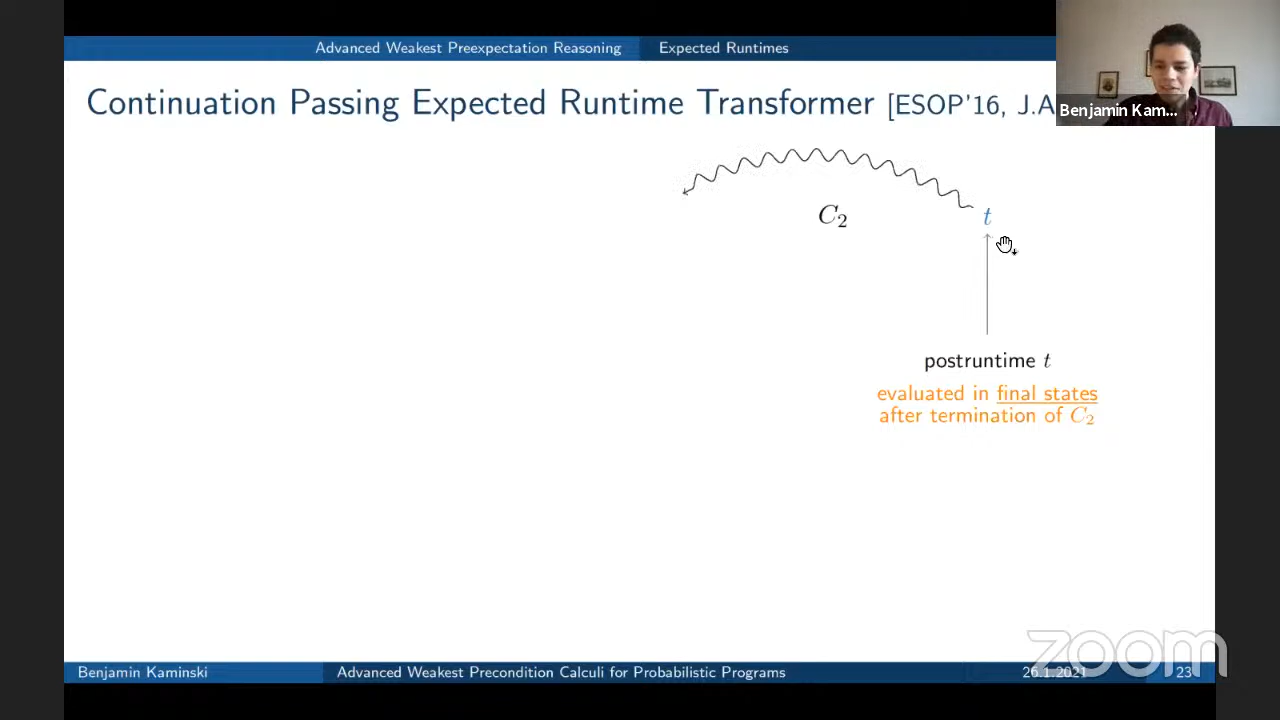 Advanced Weakest Preexpectation Reasoning Expected Runtimes
Continuation Passing Expected Runtime Transformer [ESOP'16, J.A
Benjamin Kam...
C₂
t
postruntime t
evaluated in final states
after termination of C₂
zoom
Benjamin Kaminski Advanced Weakest Precondition Calculi for Probabilistic Programs 26.1.2021 23